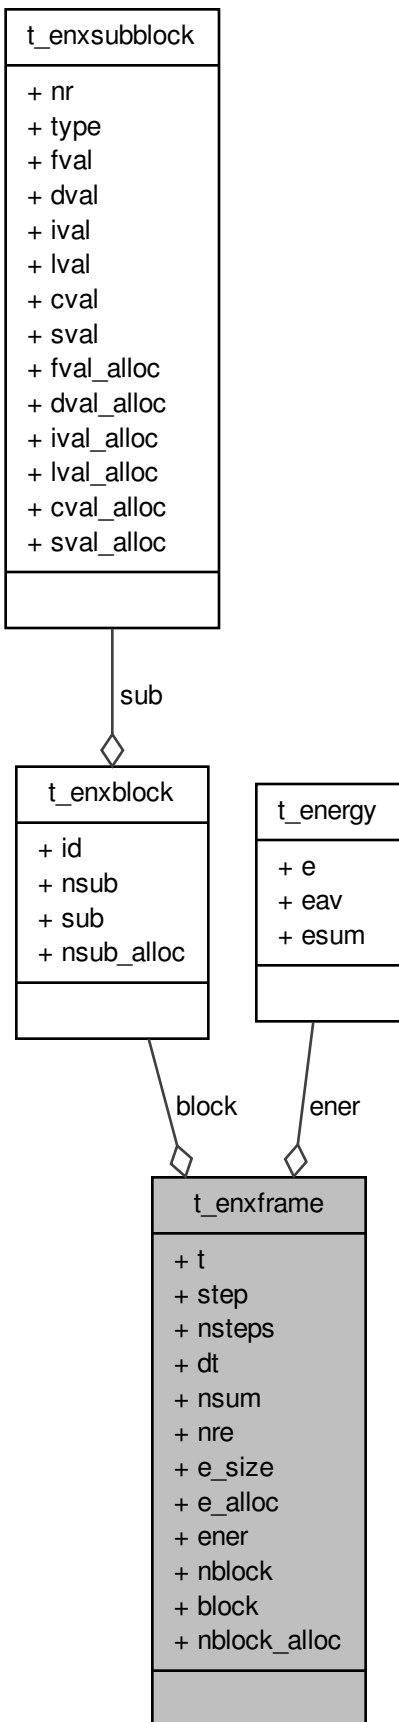 t_enxsubblock
+ nr
+ type
+ fval
+ dval
+ ival
+ lval
+ cval
+ sval
+ fval_alloc
+ dval_alloc
+ ival_alloc
+ lval_alloc
+ cval_alloc
+ sval_alloc
sub
t_enxblock
+ id
+ nsub
+ sub
+ nsub_alloc
t_energy
+ e
+ eav
+ esum
block
ener
t_enxframe
+ t
+ step
+ nsteps
+ dt
+ nsum
+ nre
+ e_size
+ e_alloc
+ ener
+ nblock
+ block
+ nblock_alloc